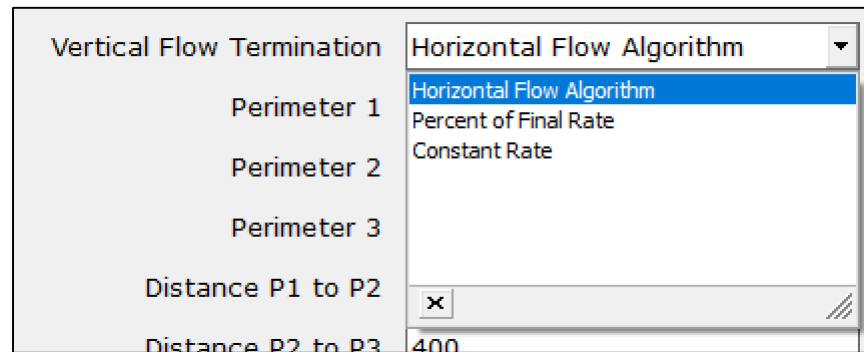 Vertical Flow Termination Horizontal Flow Algorithm
Horizontal Flow Algorithm
Perimeter 1
Percent of Final Rate
Constant Rate
Perimeter 2
Perimeter 3
Distance P1 to P2
Distance P2 to P3 400